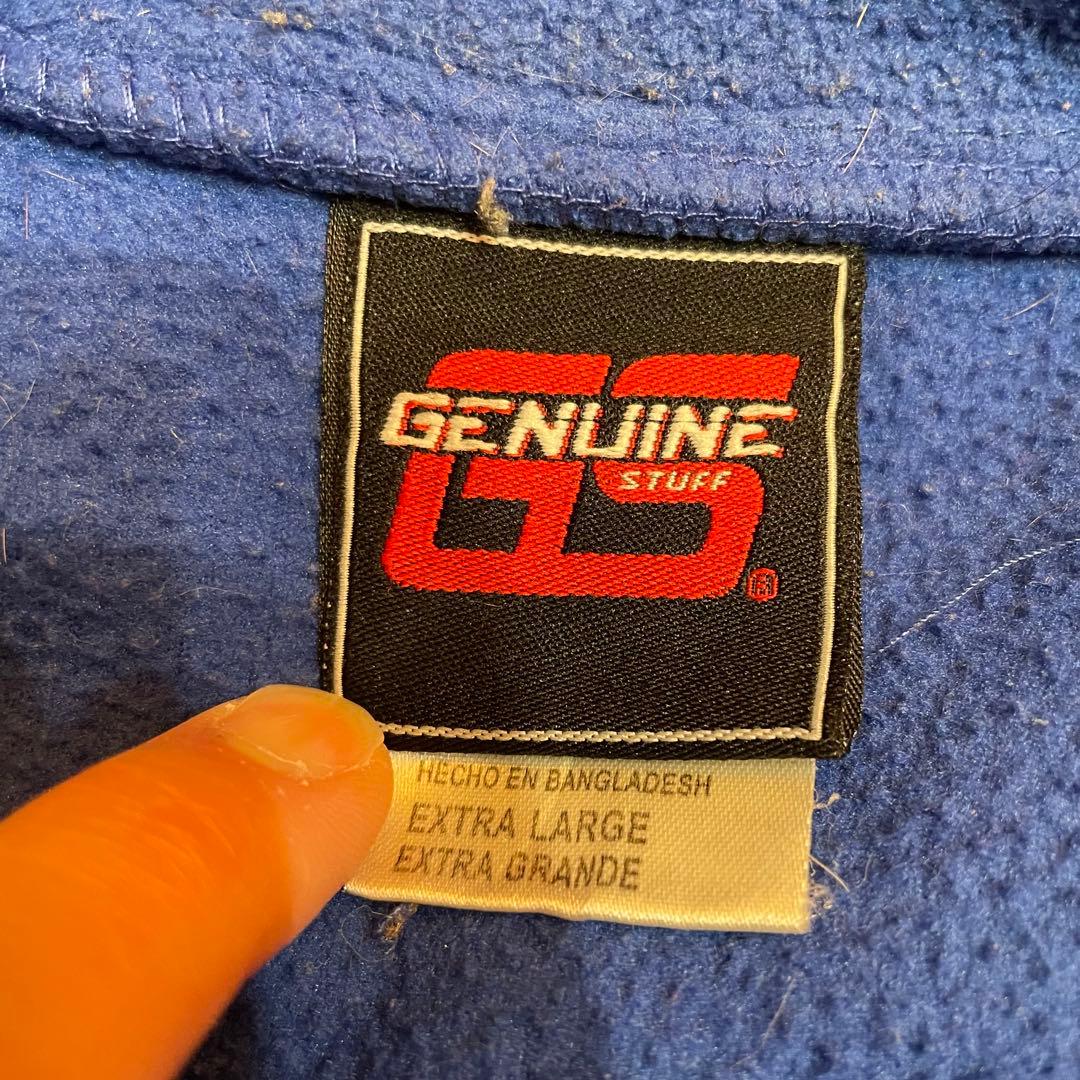 GS
GENUINE
STUFF
®
HECHO EN BANGLADESH
EXTRA LARGE
EXTRA GRANDE